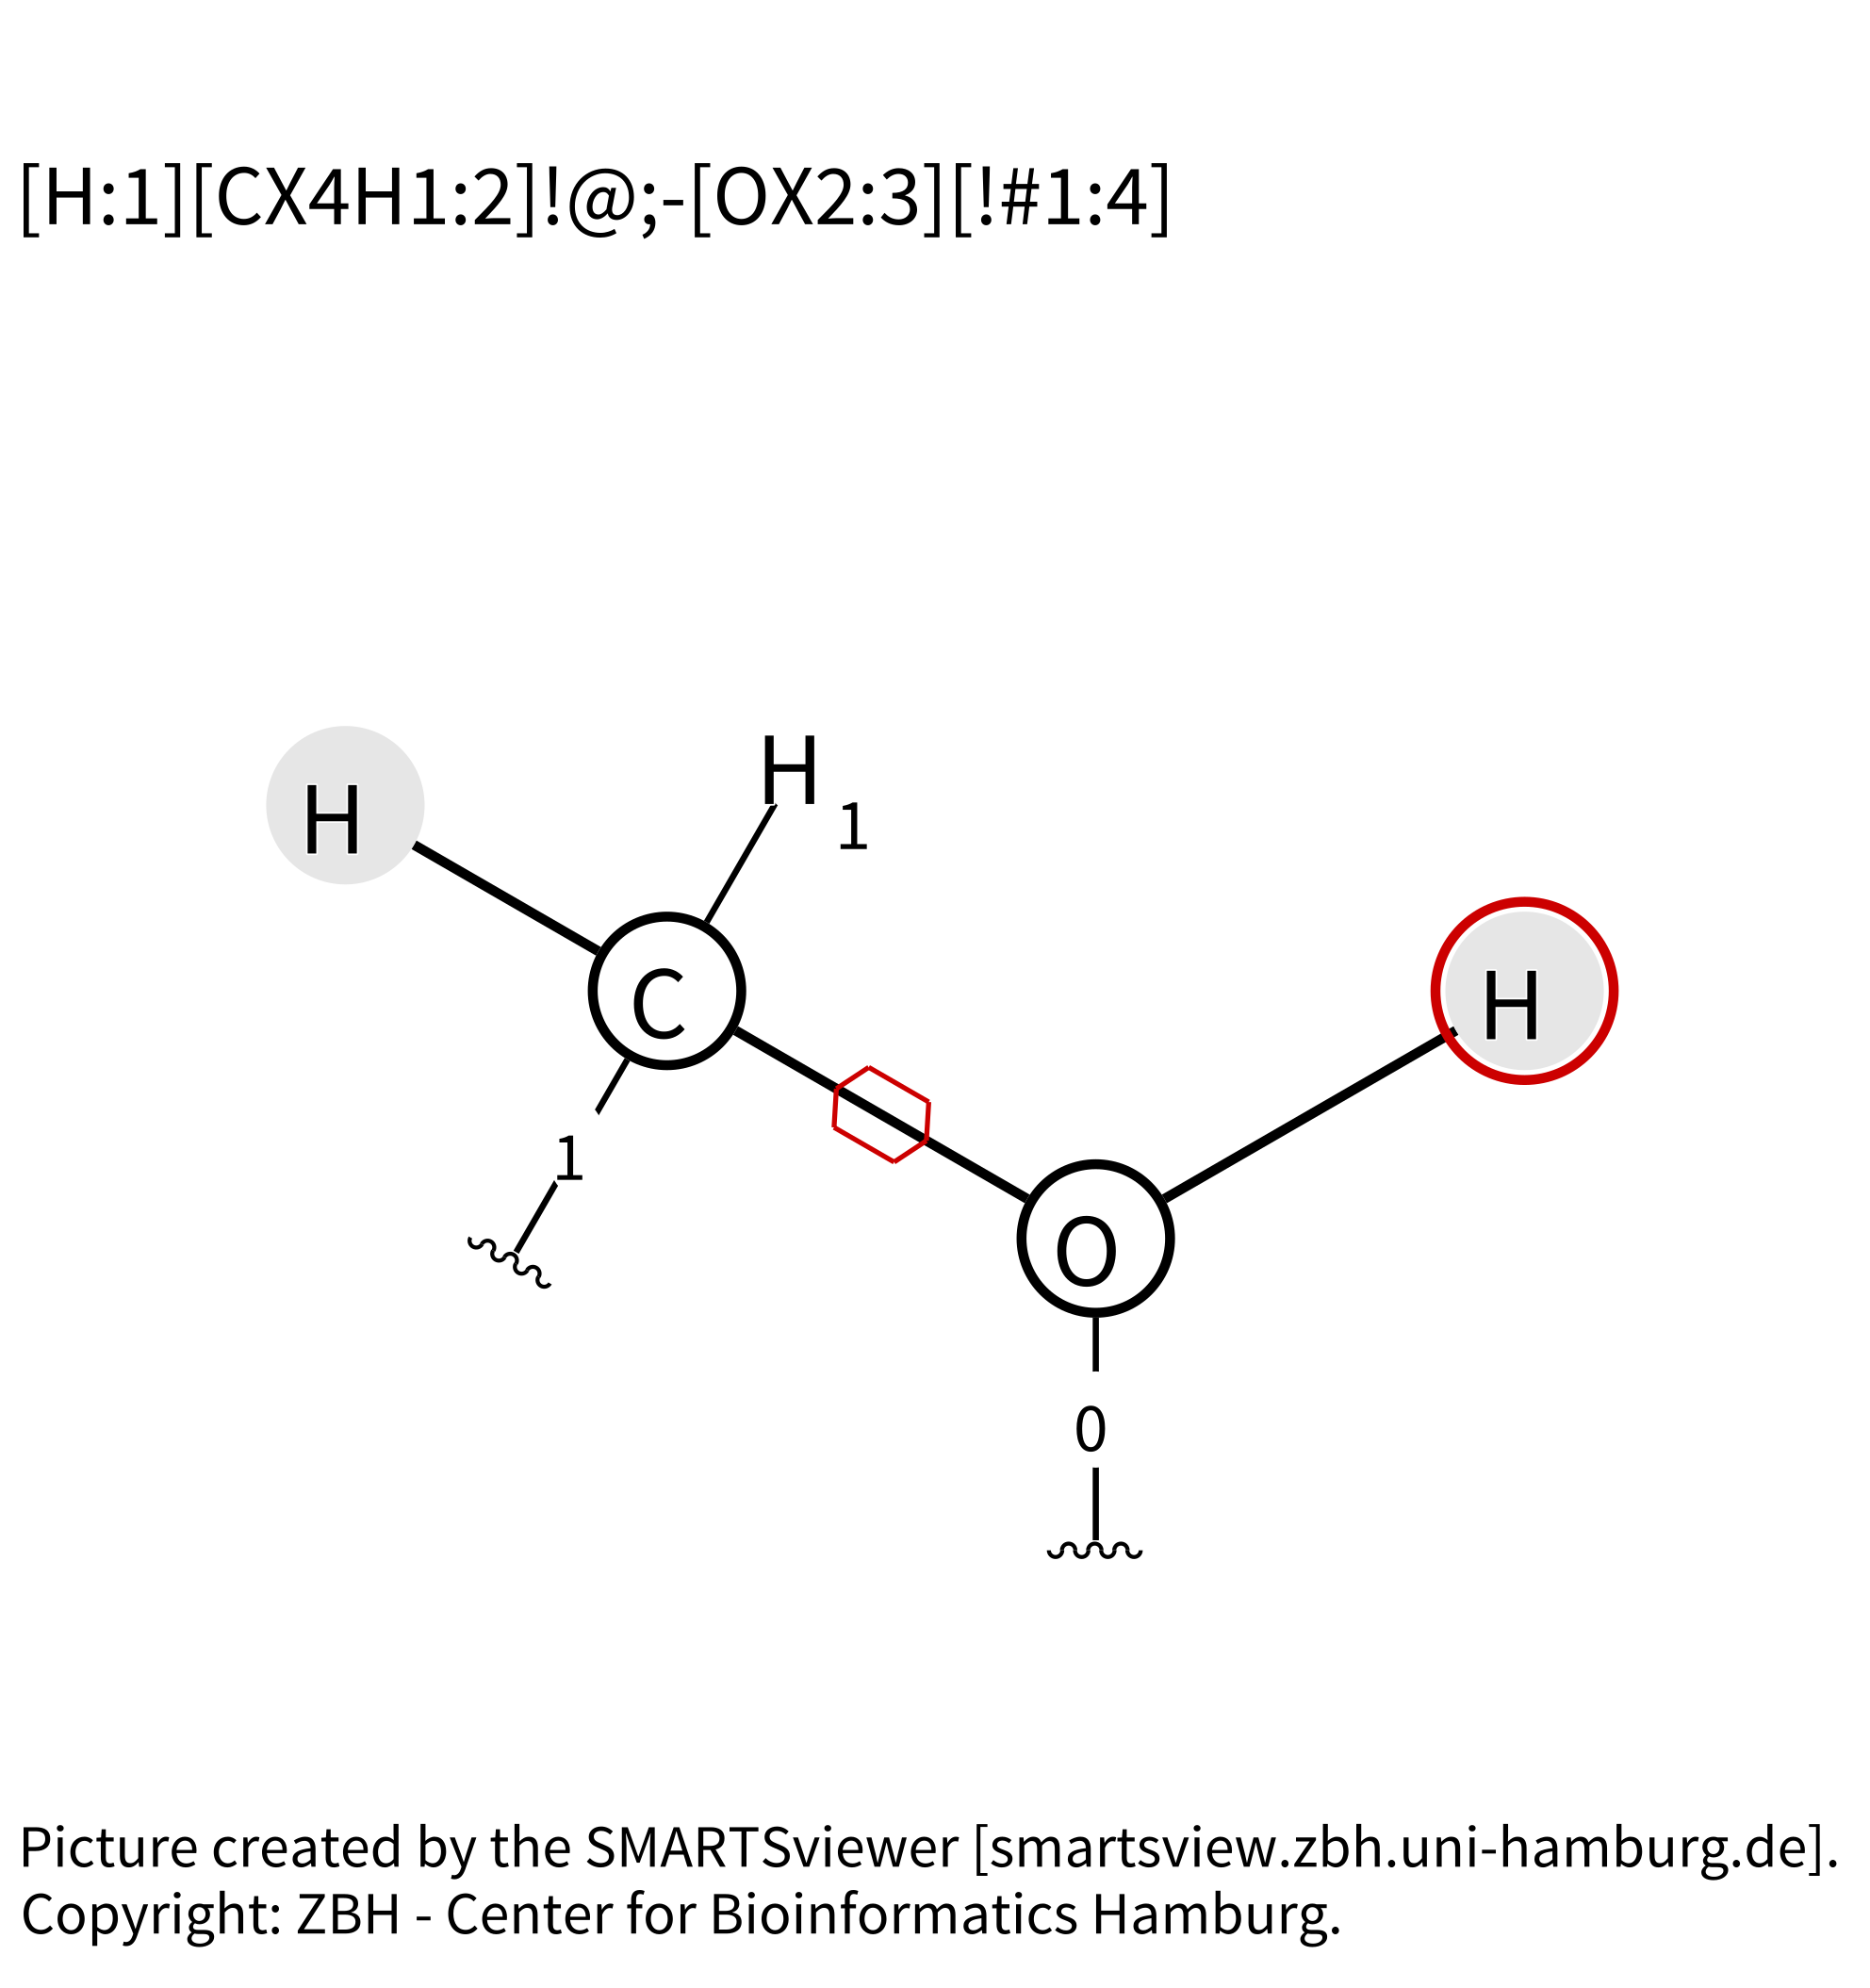 [H:1][CX4H1:2]!@;-[OX2:3][!#1:4]
H
H
1
C
H
1
O
0
Picture created by the SMARTSviewer [smartsview.zbh.uni-hamburg.de].
Copyright: ZBH - Center for Bioinformatics Hamburg.